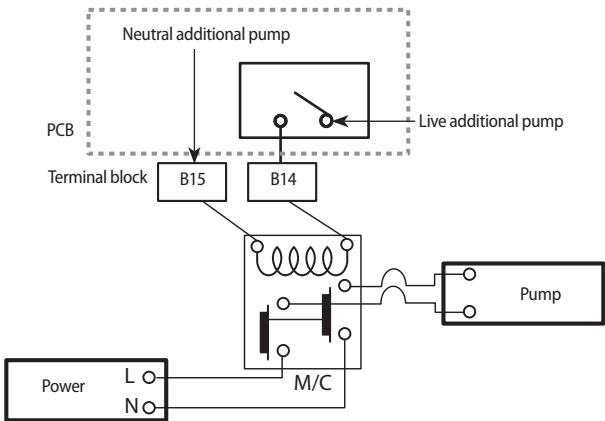 Neutral additional pump
Live additional pump
PCB
Terminal block
B15
B14
Pump
Power
L
N
M/C